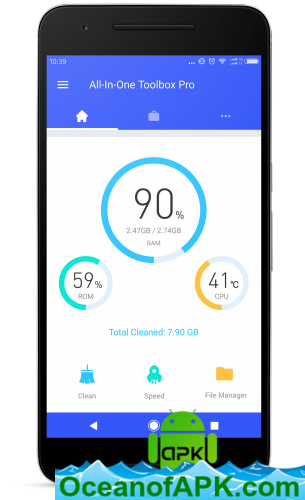 10:39
All-In-One Toolbox Pro
90%
2.47GB / 2.74GB
RAM
59%
ROM
41℃
CPU
Total Cleaned: 7.90 GB
Clean
Speed
File Manager
apk
OceanofAPK.com